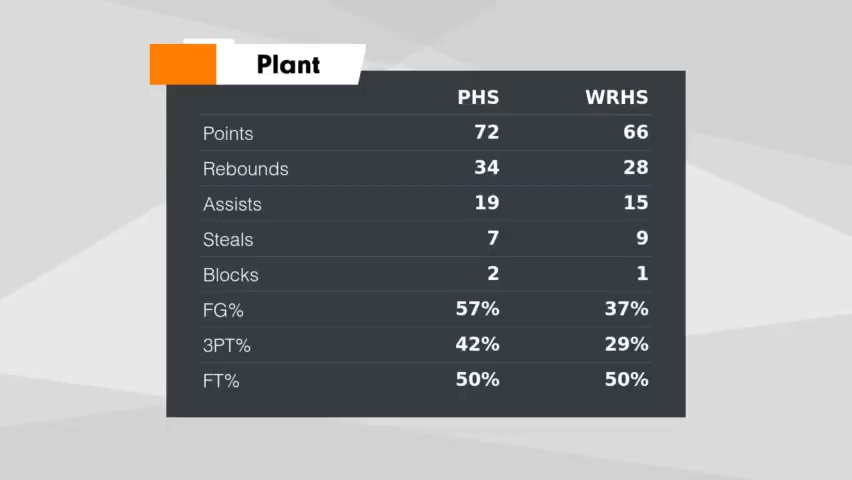 Plant
PHS WRHS
Points 72 66
Rebounds 34 28
Assists 19 15
Steals 7 9
Blocks 2 1
FG% 57% 37%
3PT% 42% 29%
FT% 50% 50%